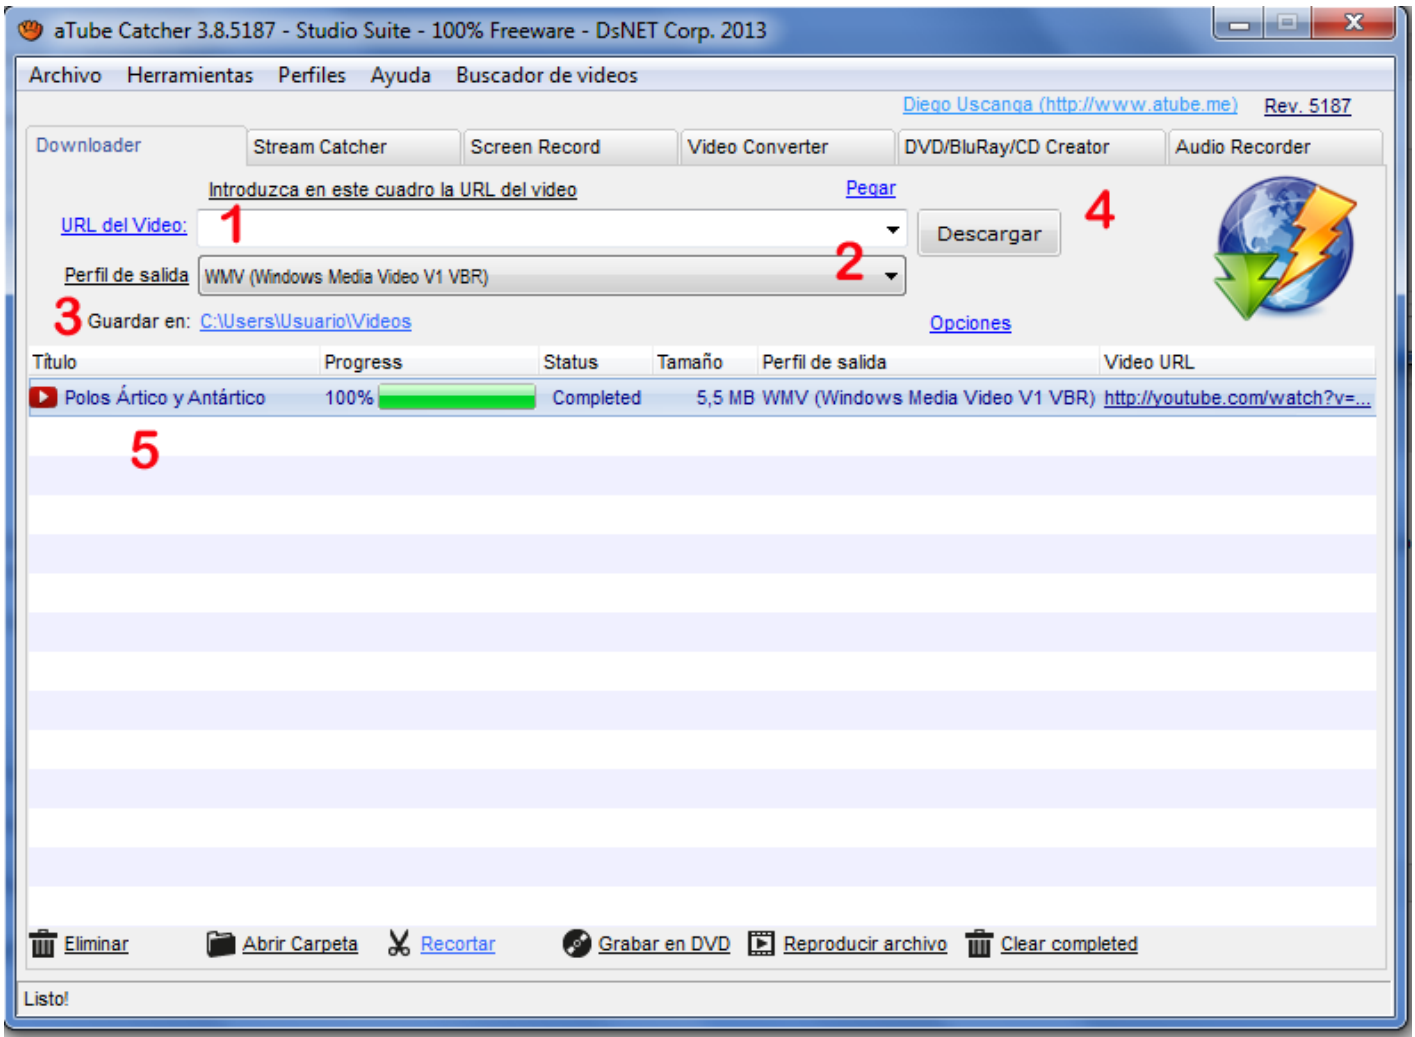 aTube Catcher 3.8.5187 - Studio Suite - 100% Freeware - DsNET Corp. 2013
Archivo Herramientas Perfiles Ayuda Buscador de videos
Diego Uscanga (http://www.atube.me) Rev. 5187
Downloader Stream Catcher Screen Record Video Converter DVD/BluRay/CD Creator Audio Recorder
Introduzca en este cuadro la URL del video Pegar
URL del Video: 1 Descargar 4
Perfil de salida WMV (Windows Media Video V1 VBR) 2
3 Guardar en: C:\Users\Usuario\Videos Opciones
Título Progress Status Tamaño Perfil de salida Video URL
Polos Ártico y Antártico 100% Completed 5,5 MB WMV (Windows Media Video V1 VBR) http://youtube.com/watch?v=...
5
Eliminar Abrir Carpeta Recortar Grabar en DVD Reproducir archivo Clear completed
Listo!